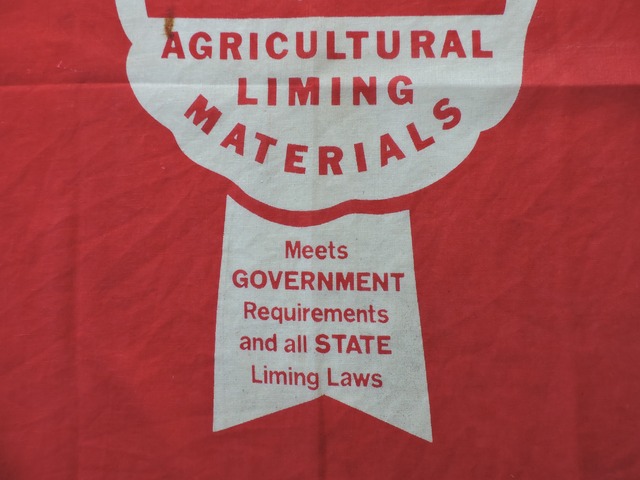 AGRICULTURAL
LIMING
MATERIALS
Meets
GOVERNMENT
Requirements
and all STATE
Liming Laws